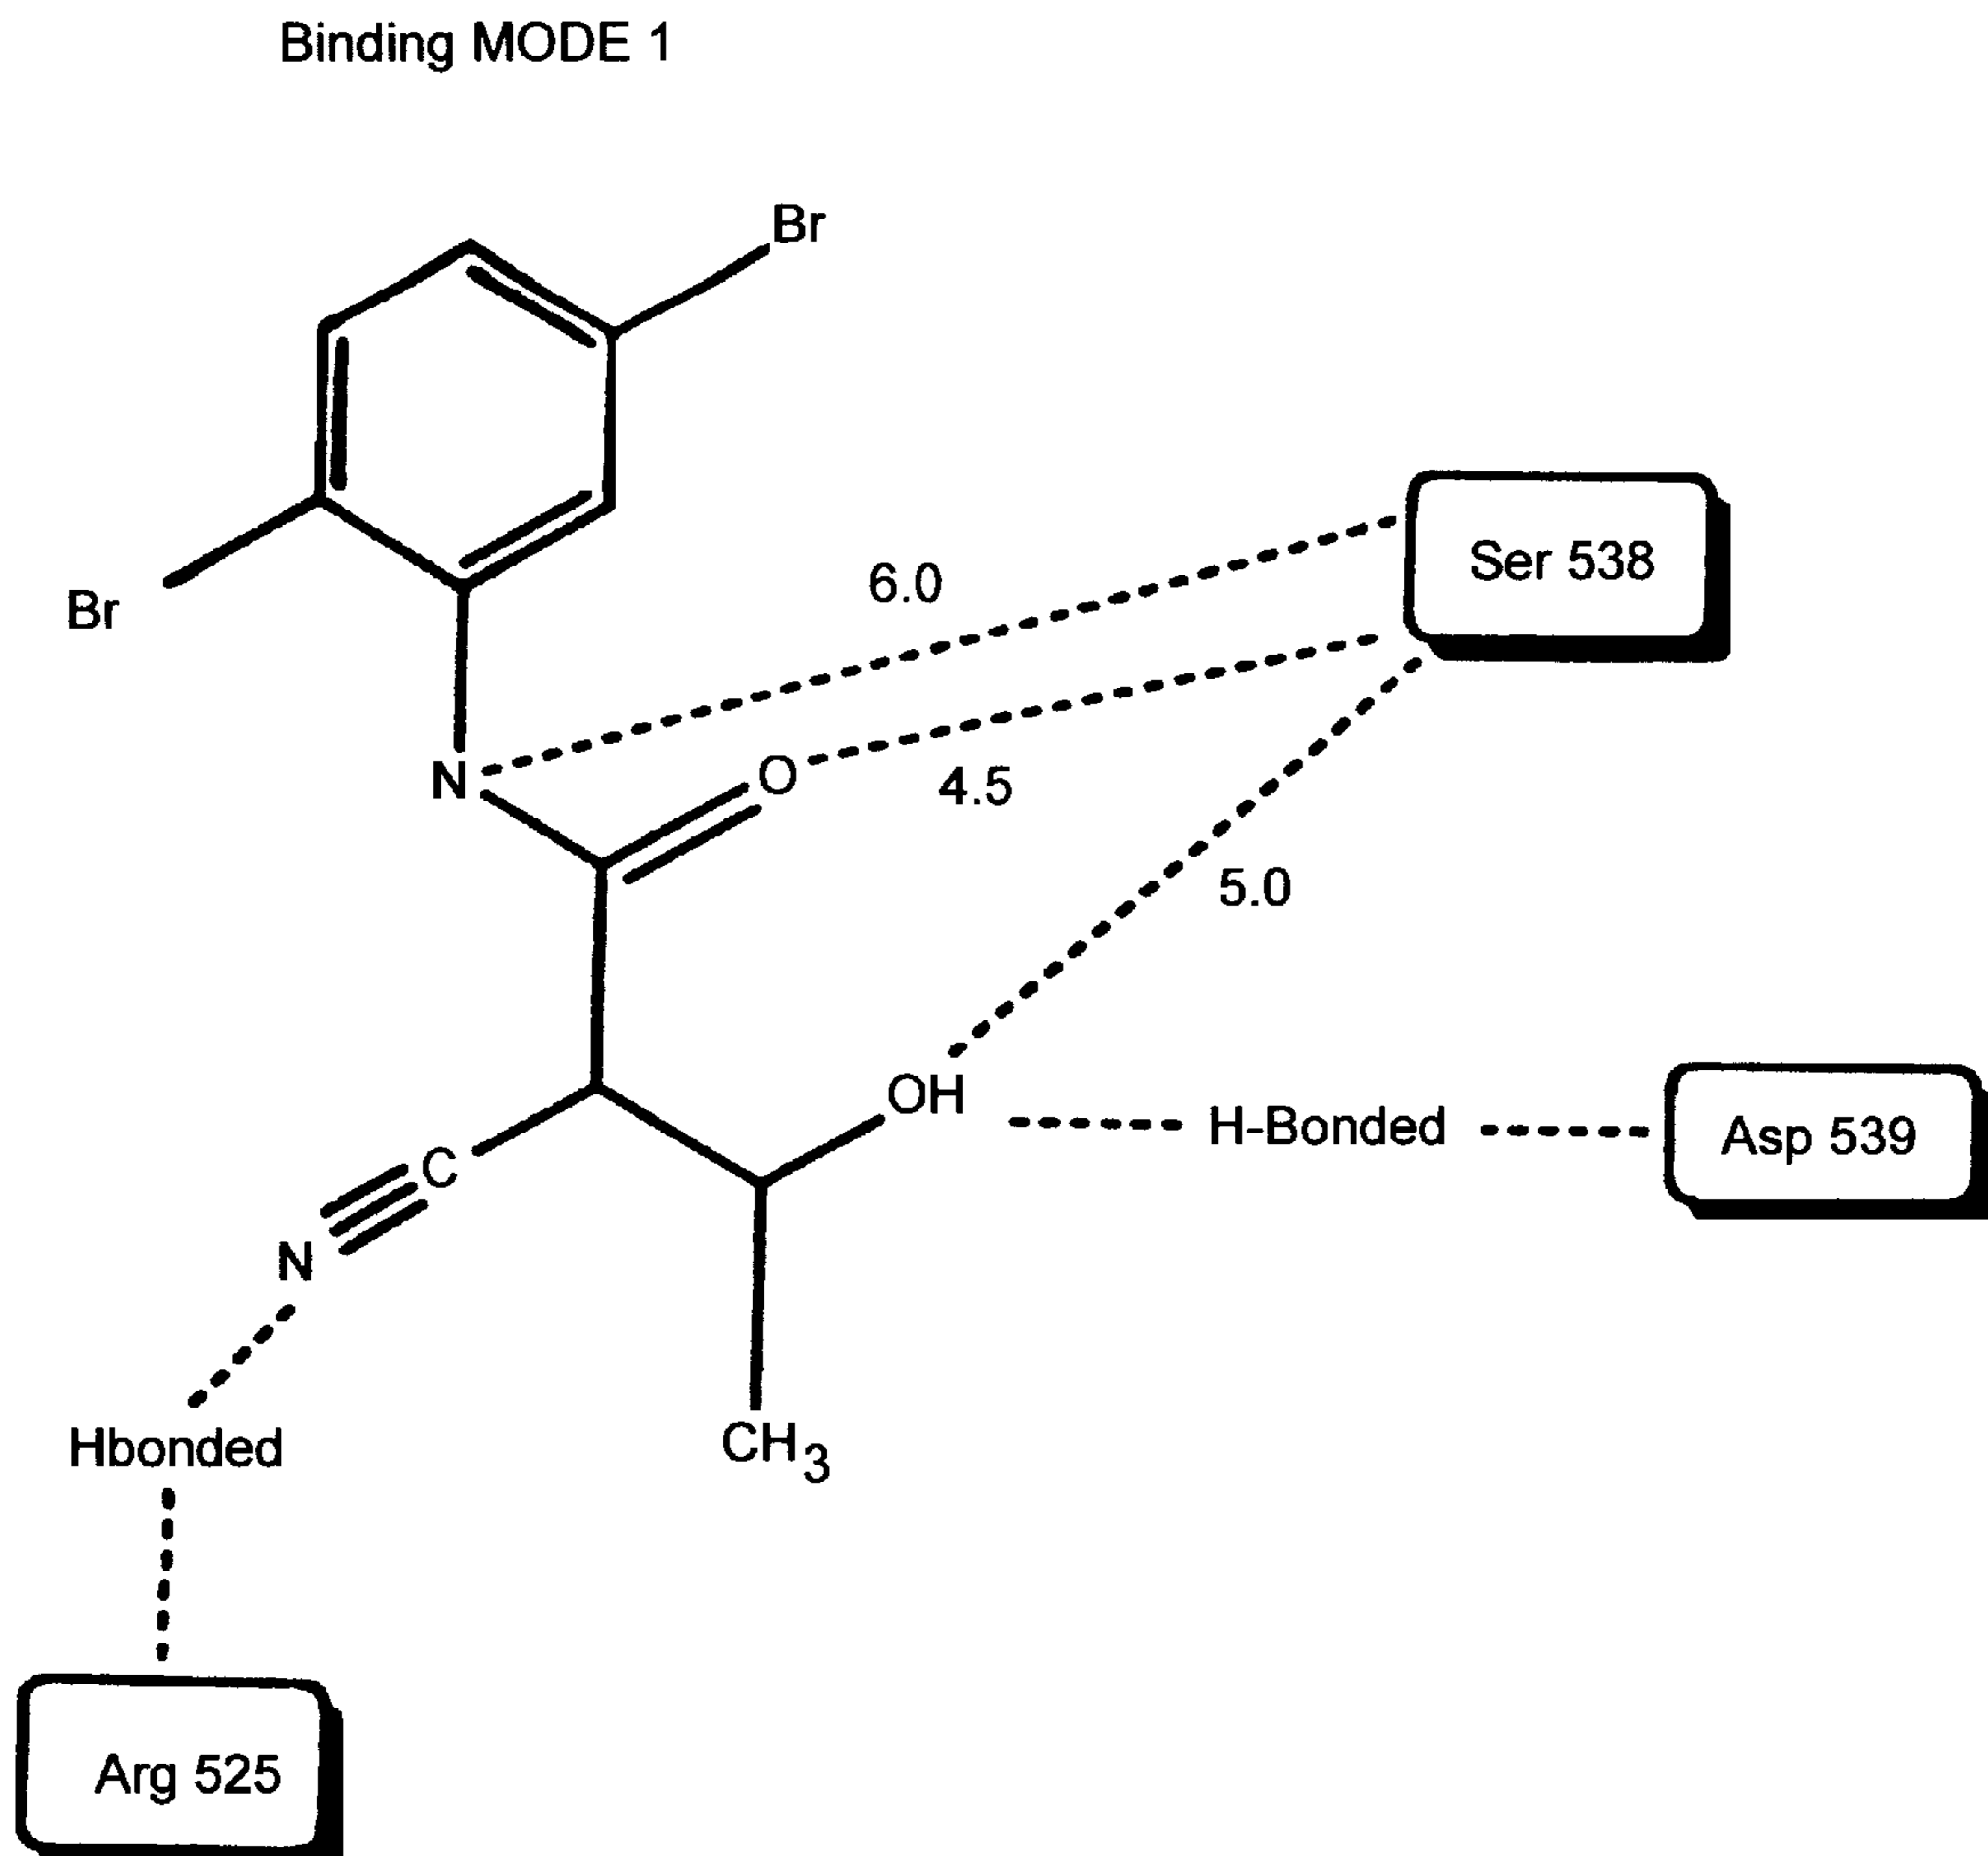 Binding MODE 1
Br
Br
6.0
Ser 538
N
O
4.5
5.0
OH
H-Bonded
Asp 539
C
N
Hbonded
CH3
Arg 525